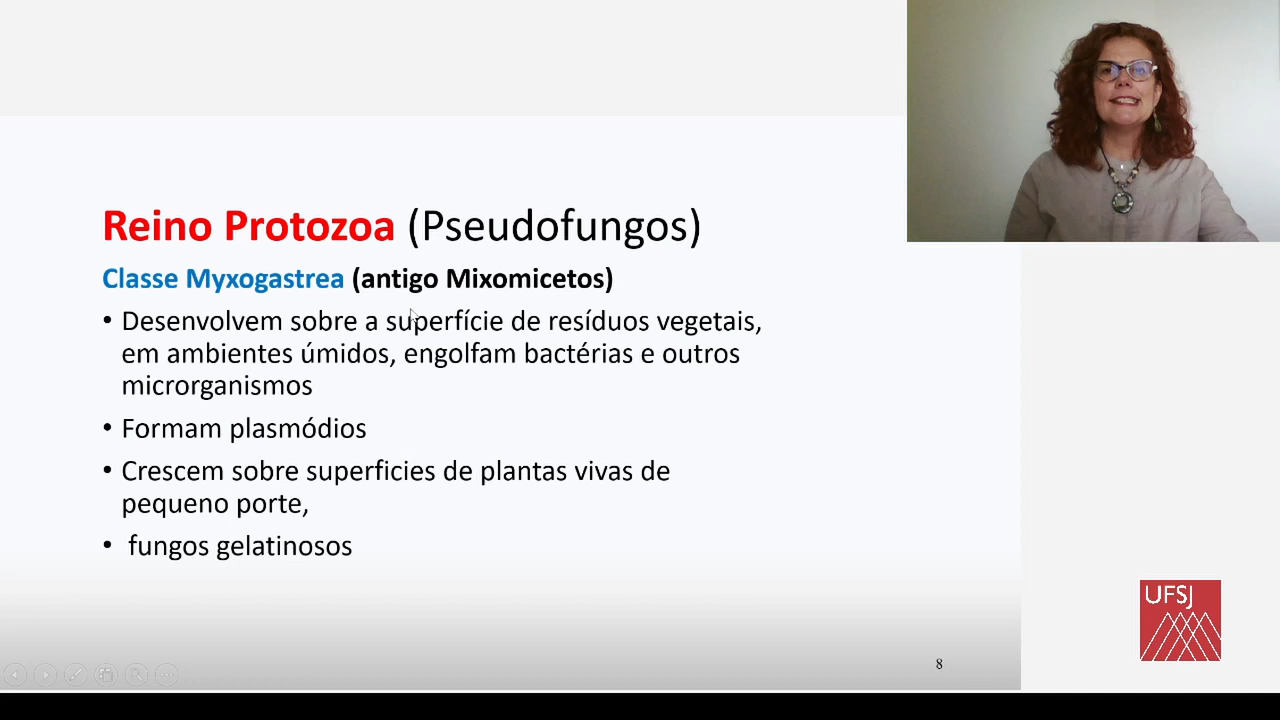 Reino Protozoa (Pseudofungos)
Classe Myxogastrea (antigo Mixomicetos)
• Desenvolvem sobre a superfície de resíduos vegetais,
em ambientes úmidos, engolfam bactérias e outros
microrganismos
• Formam plasmódios
• Crescem sobre superficies de plantas vivas de
pequeno porte,
• fungos gelatinosos
UFSJ
8